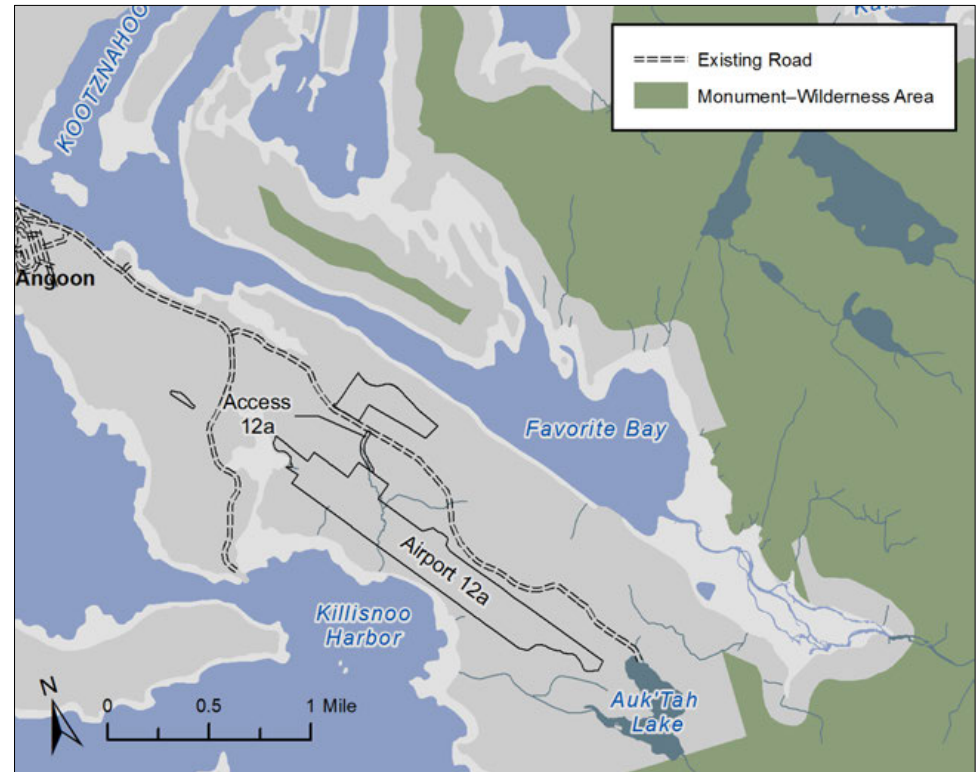 KOOTZNAHOO
Existing Road
Monument–Wilderness Area
Angoon
Access
12a
Favorite Bay
Airport 12a
Killisnoo
Harbor
Auk'Tah
Lake
N
0 0.5 1 Mile